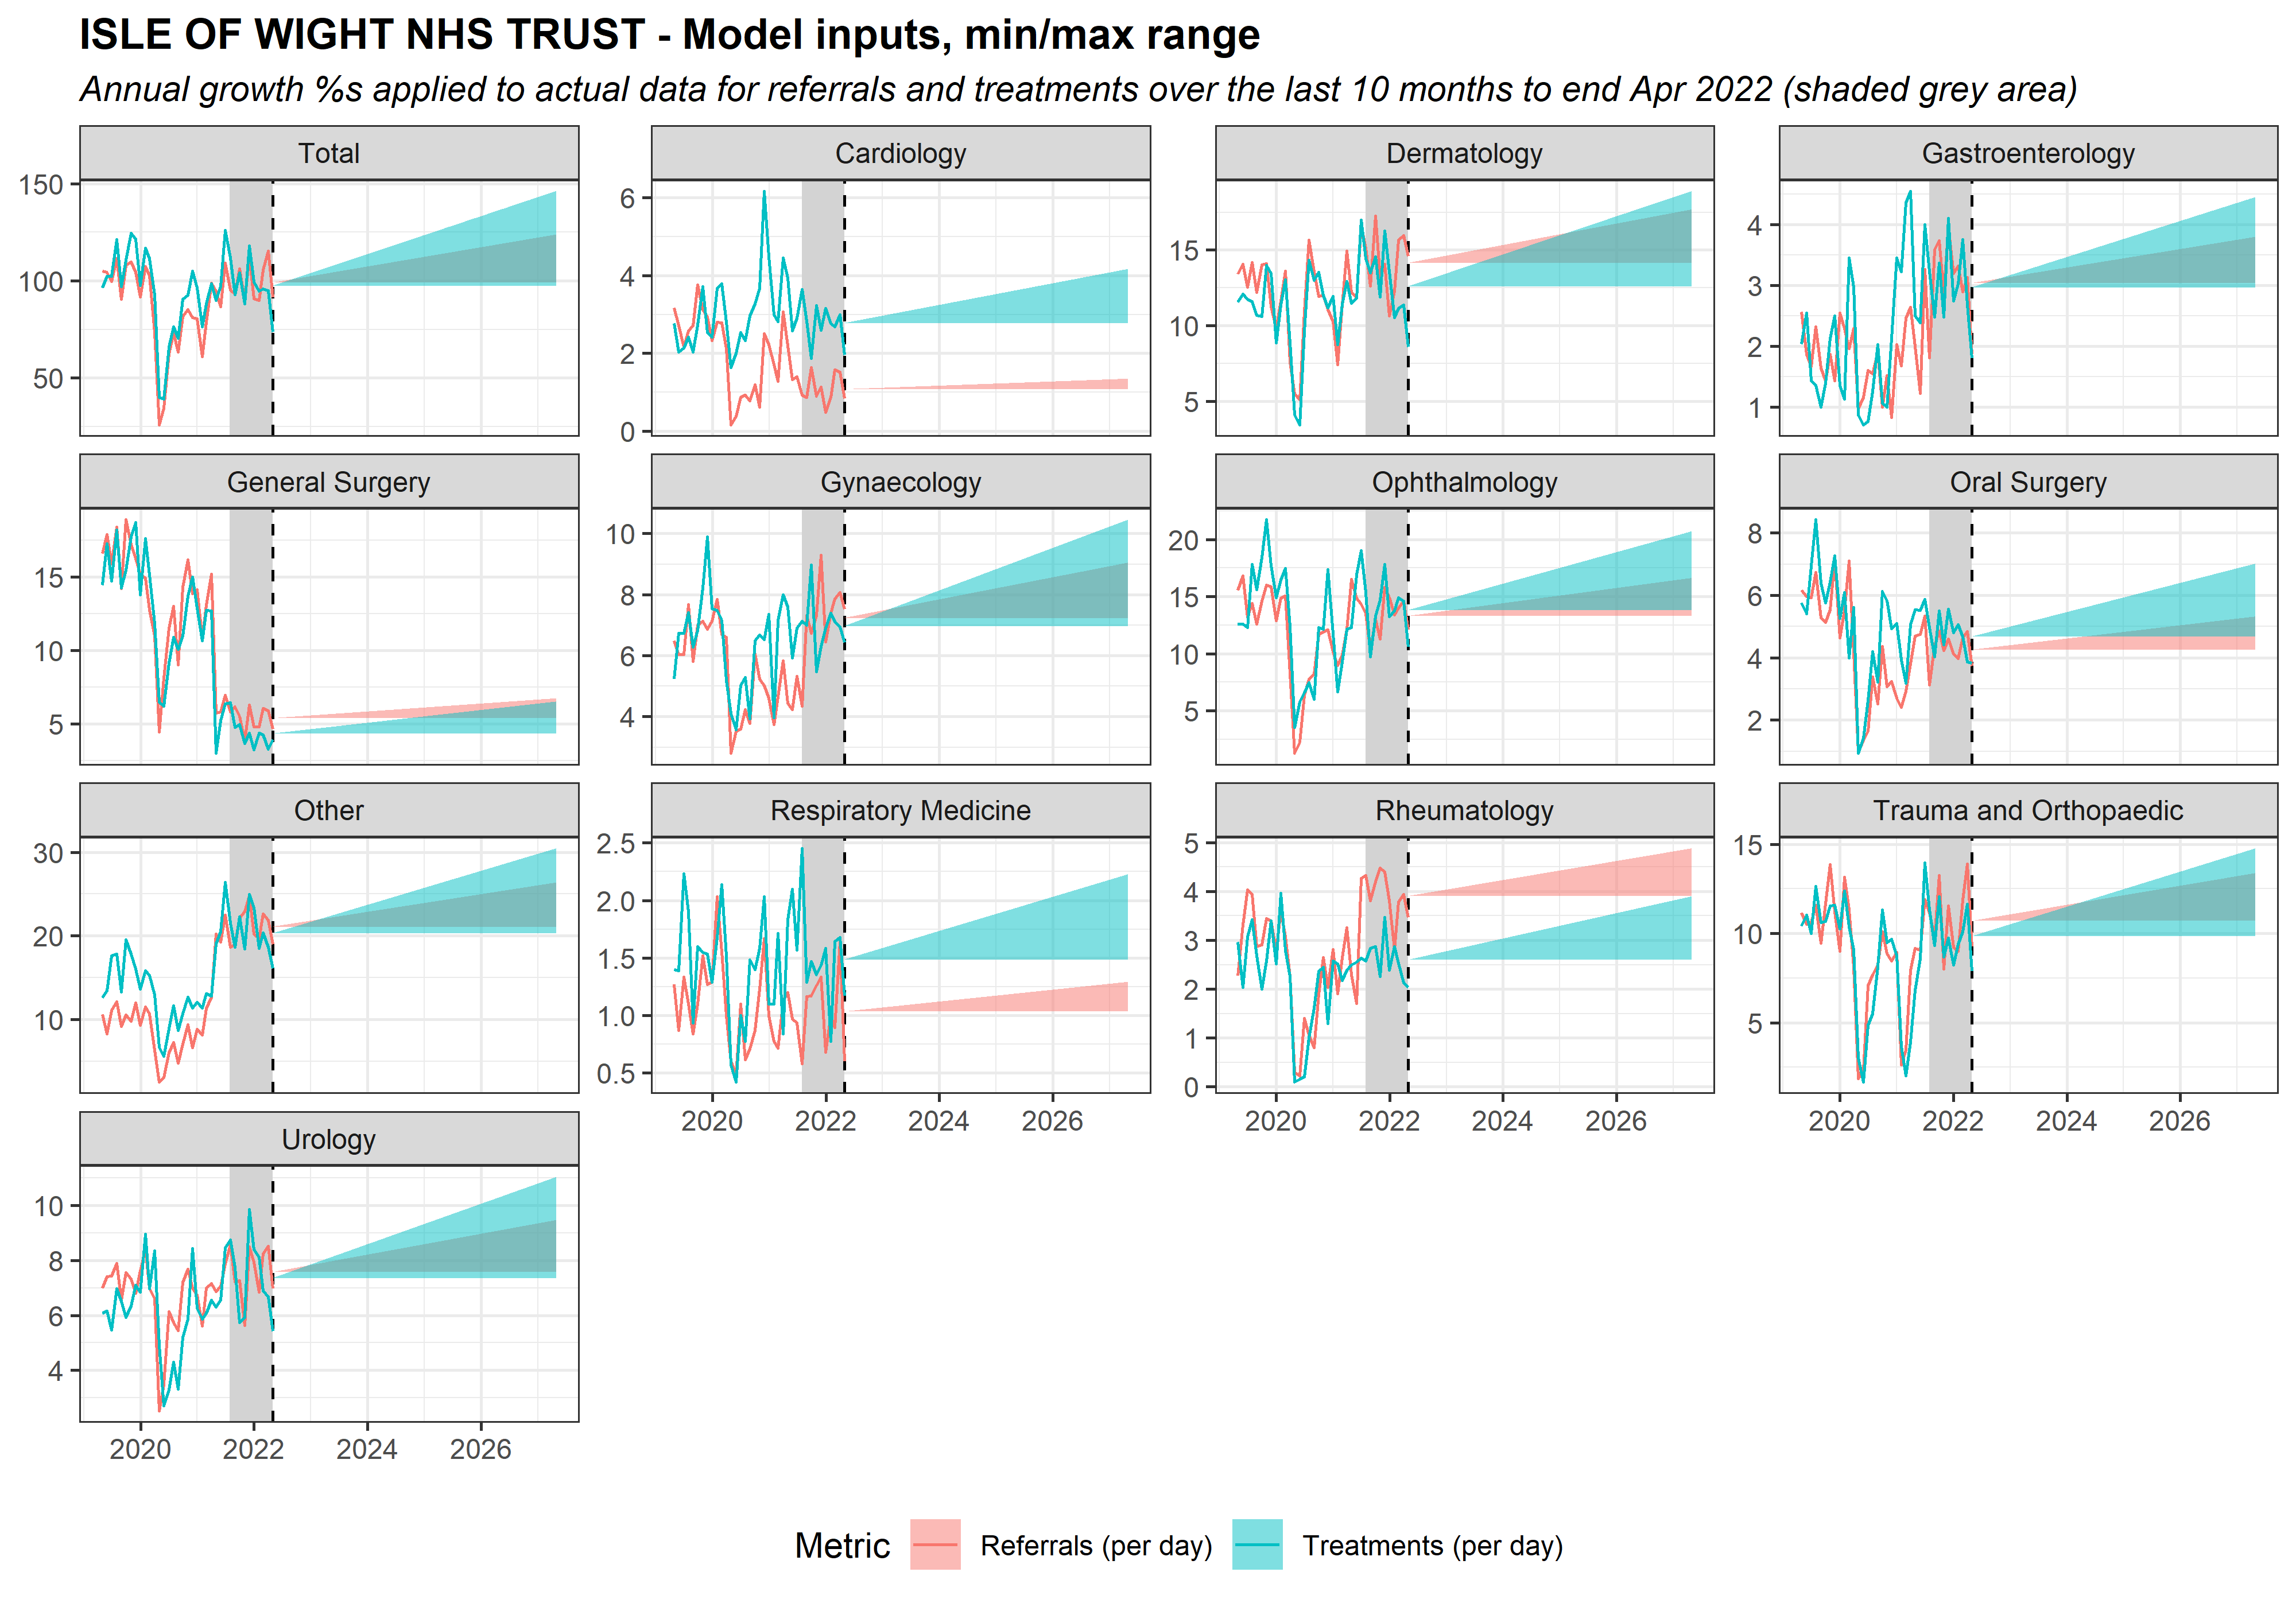 ISLE OF WIGHT NHS TRUST - Model inputs, min/max range
Annual growth %s applied to actual data for referrals and treatments over the last 10 months to end Apr 2022 (shaded grey area)
Total
Cardiology
Dermatology
Gastroenterology
150
100
50
6
4
2
0
15
10
5
4
3
2
1
General Surgery
Gynaecology
Ophthalmology
Oral Surgery
15
10
5
10
8
6
4
20
15
10
5
8
6
4
2
Other
Respiratory Medicine
Rheumatology
Trauma and Orthopaedic
30
20
10
2.5
2.0
1.5
1.0
0.5
5
4
3
2
1
0
15
10
5
2020 2022 2024 2026
2020 2022 2024 2026
2020 2022 2024 2026
Urology
10
8
6
4
2020 2022 2024 2026
Metric Referrals (per day) Treatments (per day)